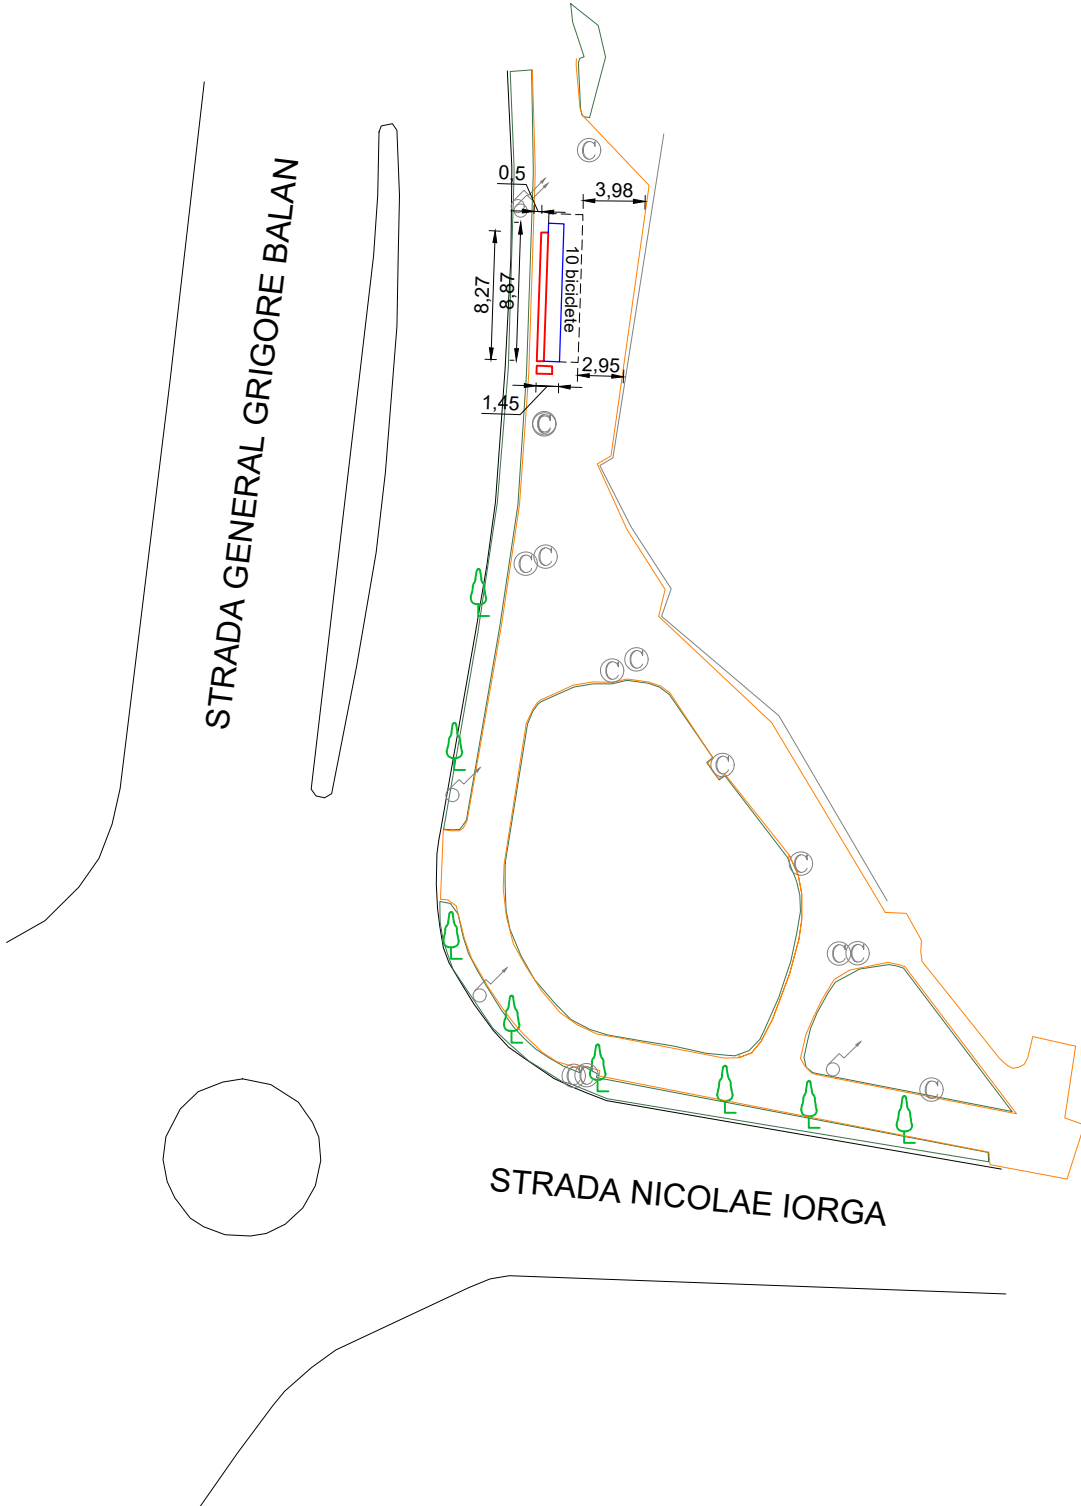 C
0,5
3,98
STRADA GENERAL GRIGORE BALAN
10 biciclete
8,27
8,87
2,95
1,45
C
C C
C C
C
C
C C
C C
C
STRADA NICOLAE IORGA